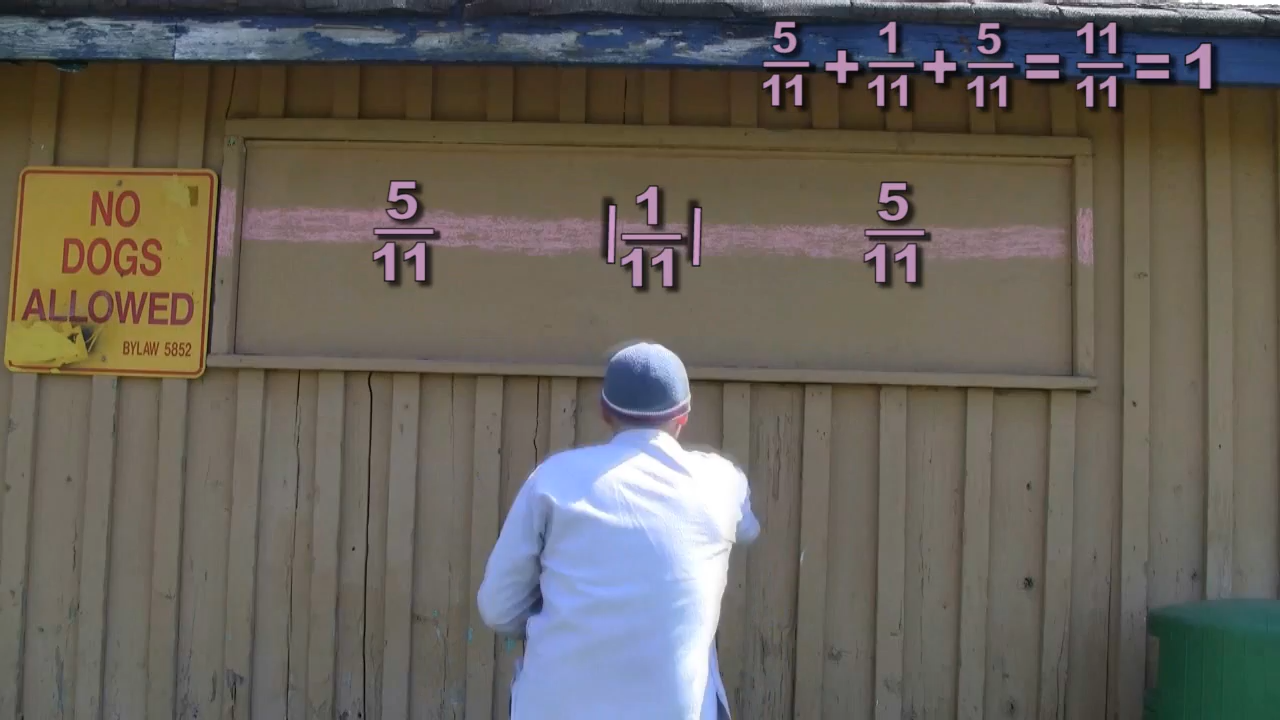 5/11 + 1/11 + 5/11 = 11/11 = 1
5/11 | 1/11 | 5/11
NO
DOGS
ALLOWED
BYLAW 5852